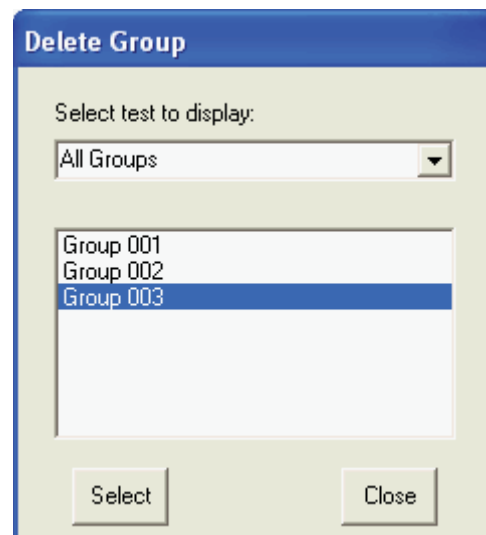 Delete Group
Select test to display:
All Groups
Group 001
Group 002
Group 003
Select
Close